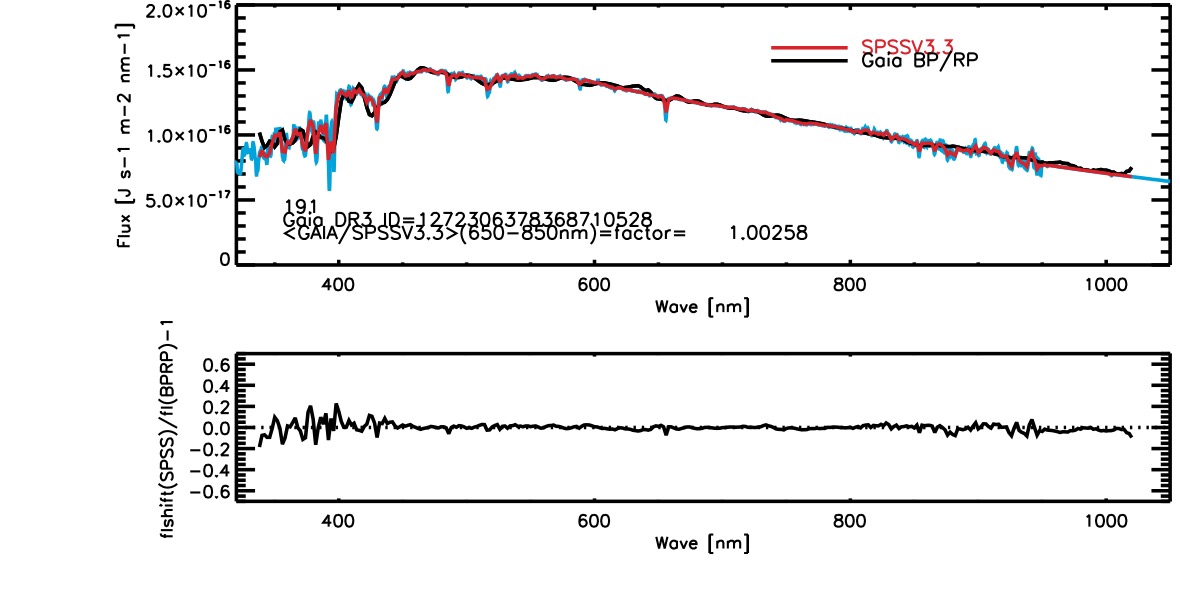 2.0×10−16
1.5×10−16
1.0×10−16
5.0×10−17
0
Flux [J s−1 m−2 nm−1]
SPSSV3.3
Gaia BP/RP
191
Gaia DR3 ID=1272306378368710528
<GAIA/SPSSV3.3>(650−850nm)=factor= 1.00258
400 600 800 1000
Wave [nm]
0.6
0.4
0.2
0.0
−0.2
−0.4
−0.6
flshift(SPSS)/fl(BPRP)−1
400 600 800 1000
Wave [nm]